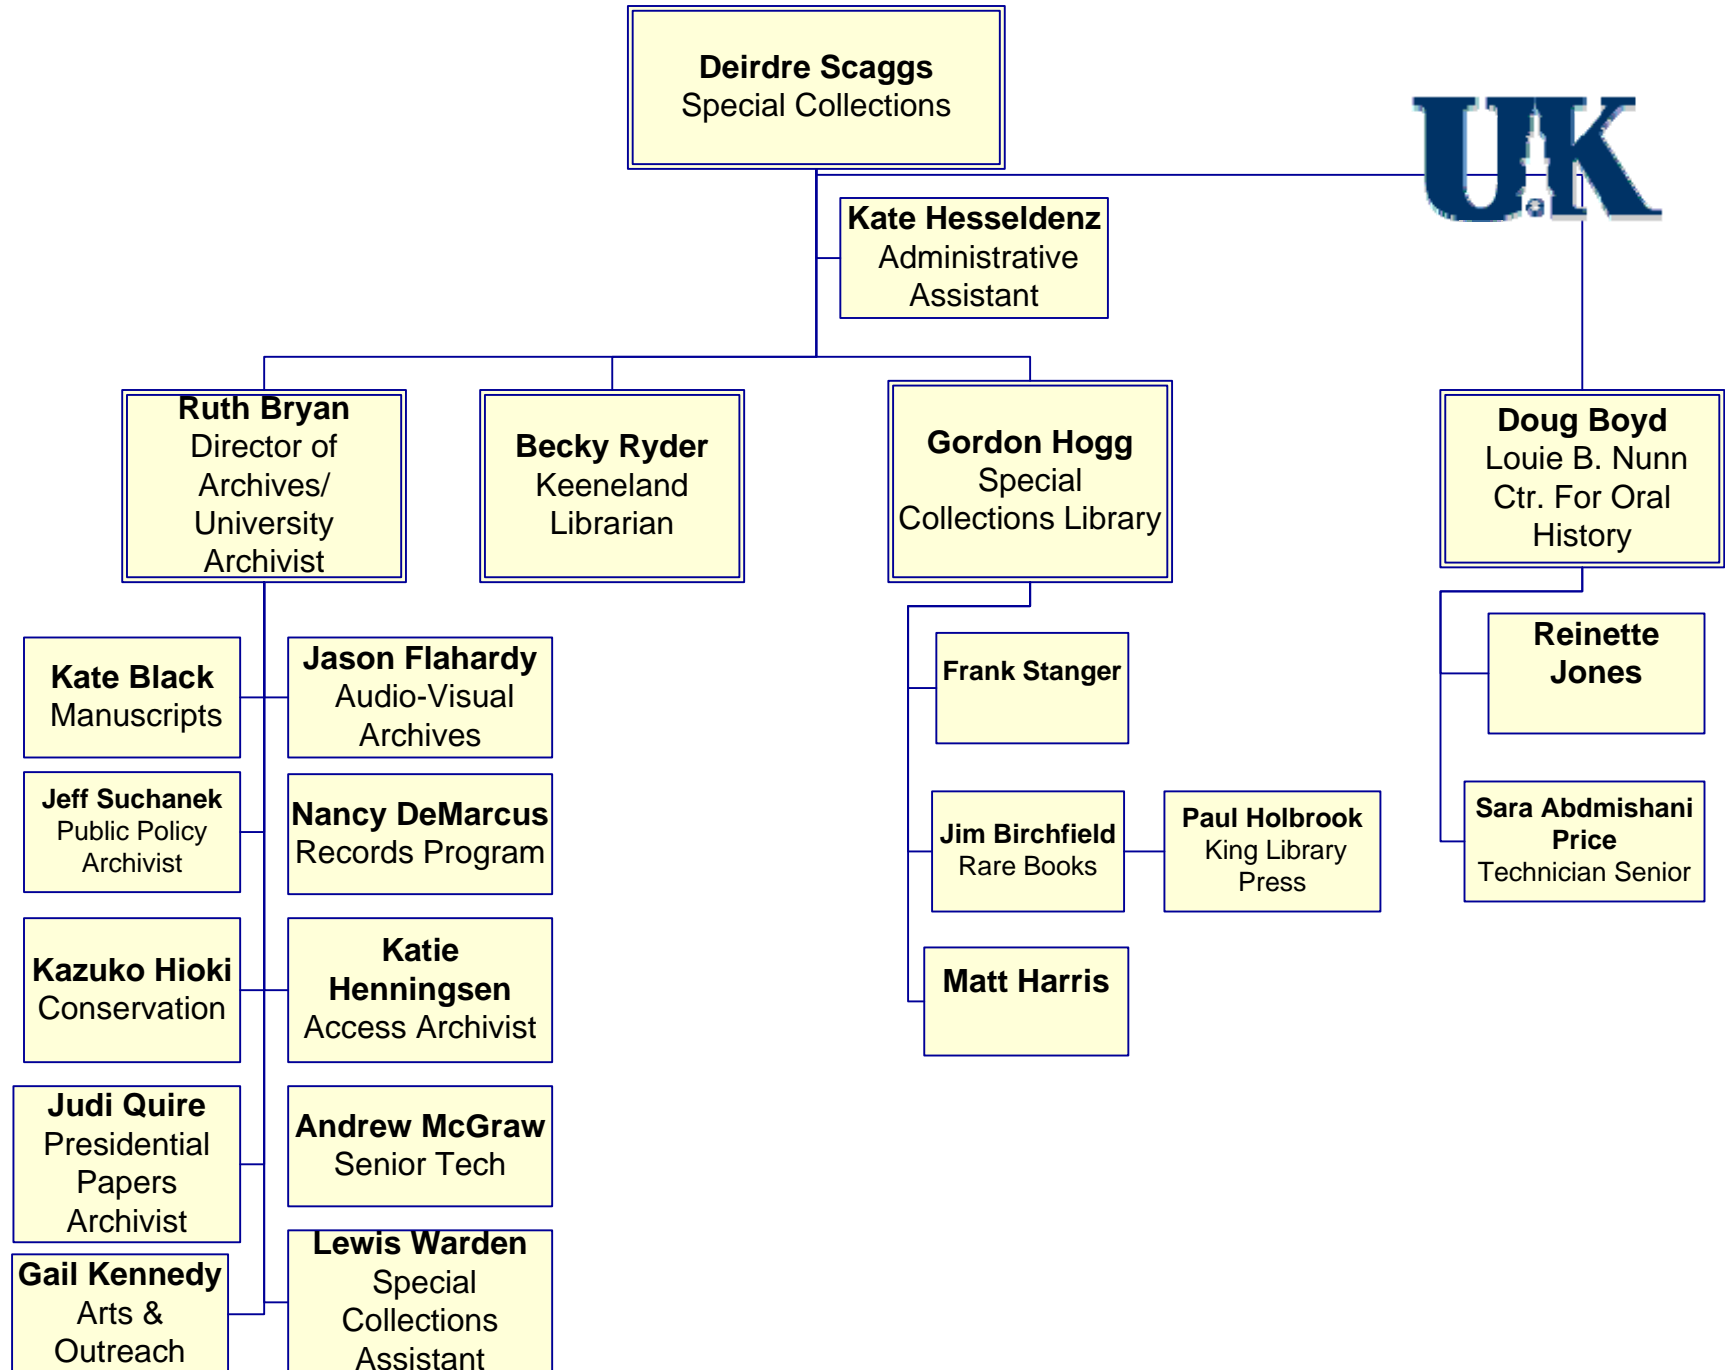 Deirdre Scaggs
Special Collections
UK
Kate Hesseldenz
Administrative
Assistant
Ruth Bryan
Director of
Archives/
University
Archivist
Becky Ryder
Keeneland
Librarian
Gordon Hogg
Special
Collections Library
Doug Boyd
Louie B. Nunn
Ctr. For Oral
History
Kate Black
Manuscripts
Jason Flahardy
Audio-Visual
Archives
Jeff Suchanek
Public Policy
Archivist
Nancy DeMarcus
Records Program
Kazuko Hioki
Conservation
Katie
Henningsen
Access Archivist
Judi Quire
Presidential
Papers
Archivist
Andrew McGraw
Senior Tech
Gail Kennedy
Arts &
Outreach
Lewis Warden
Special
Collections
Assistant
Frank Stanger
Jim Birchfield
Rare Books
Paul Holbrook
King Library
Press
Matt Harris
Reinette
Jones
Sara Abdmishani
Price
Technician Senior